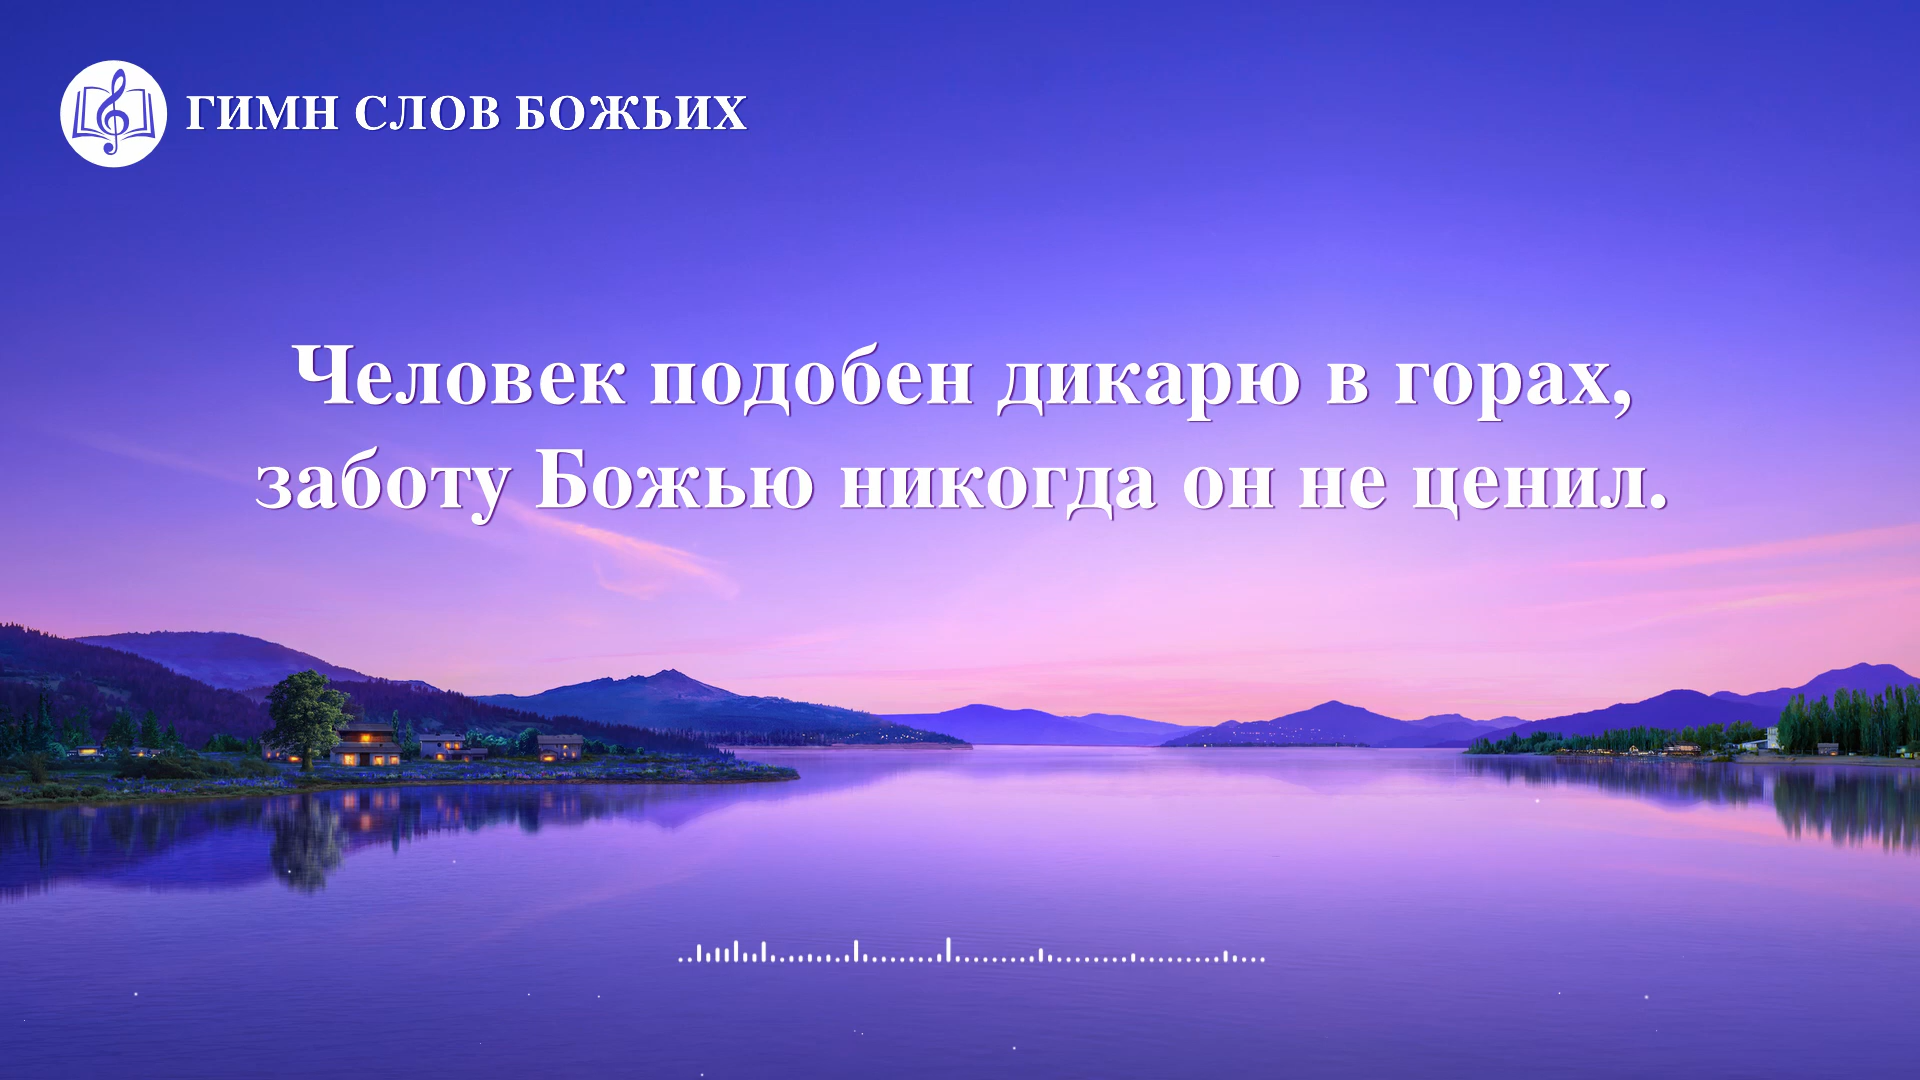 ГИМН СЛОВ БОЖЬИХ
Человек подобен дикарю в горах,
заботу Божью никогда он не ценил.